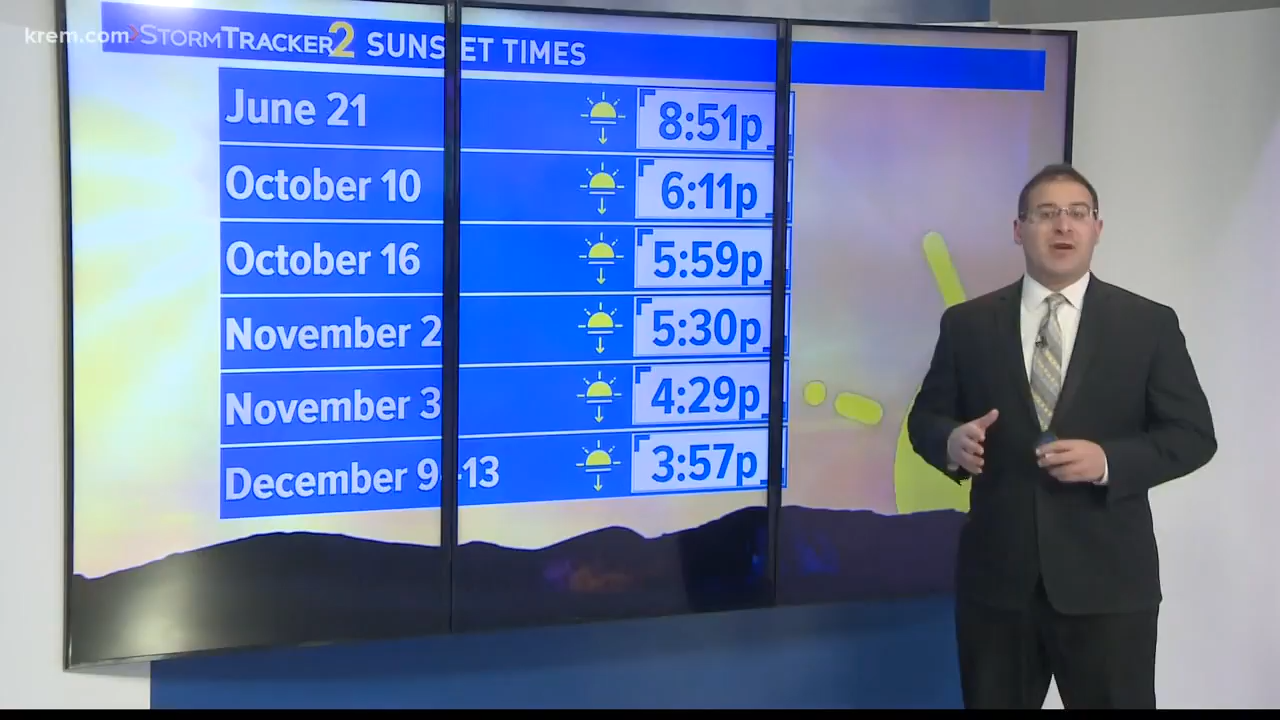 krem.com
STORMTRACKER2 SUNSET TIMES
June 21 8:51p
October 10 6:11p
October 16 5:59p
November 2 5:30p
November 3 4:29p
December 9-13 3:57p